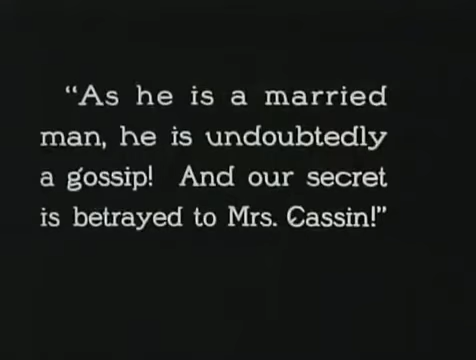 “As he is a married
man, he is undoubtedly
a gossip!  And our secret
is betrayed to Mrs. Cassin!”